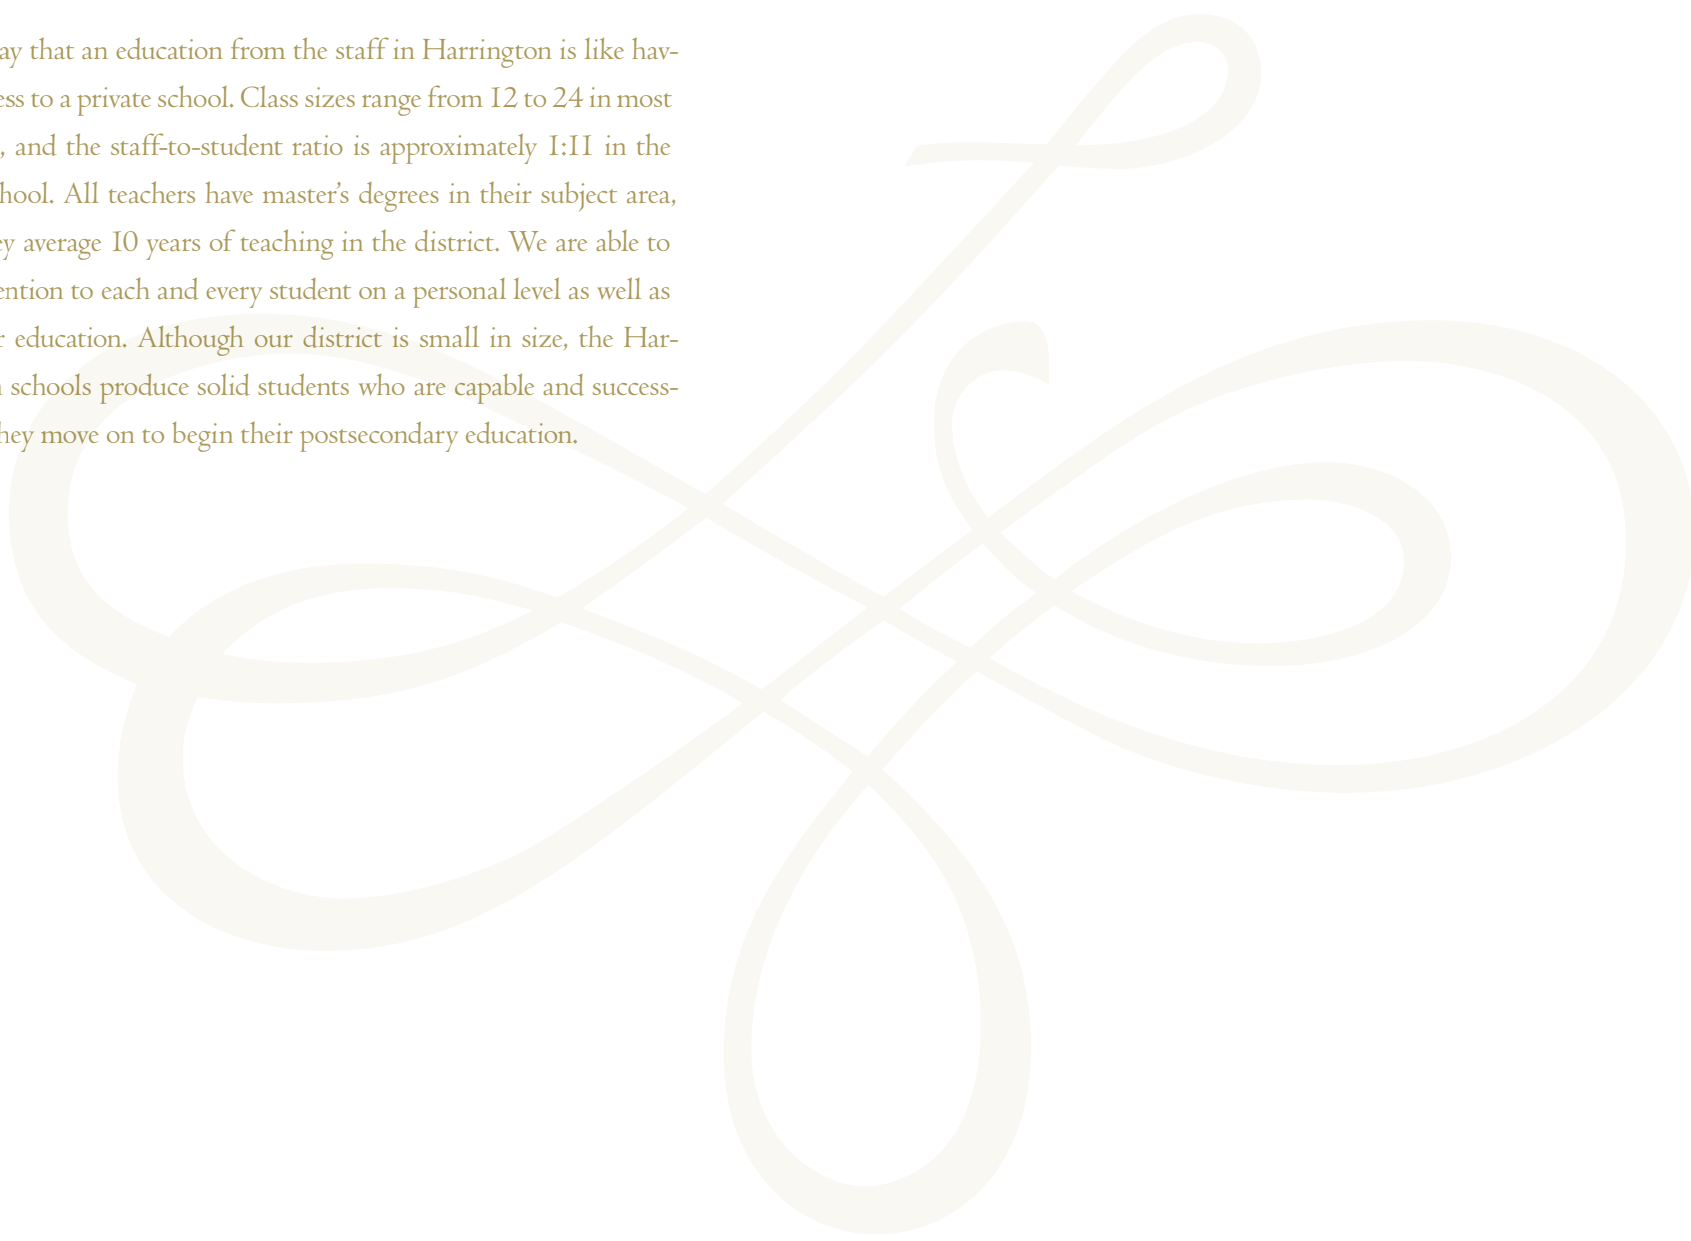 ay that an education from the staff in Harrington is like hav-
ess to a private school. Class sizes range from 12 to 24 in most
, and the staff-to-student ratio is approximately 1:11 in the
hool. All teachers have master’s degrees in their subject area,
ey average 10 years of teaching in the district. We are able to
ention to each and every student on a personal level as well as
r education. Although our district is small in size, the Har-
n schools produce solid students who are capable and success-
hey move on to begin their postsecondary education.